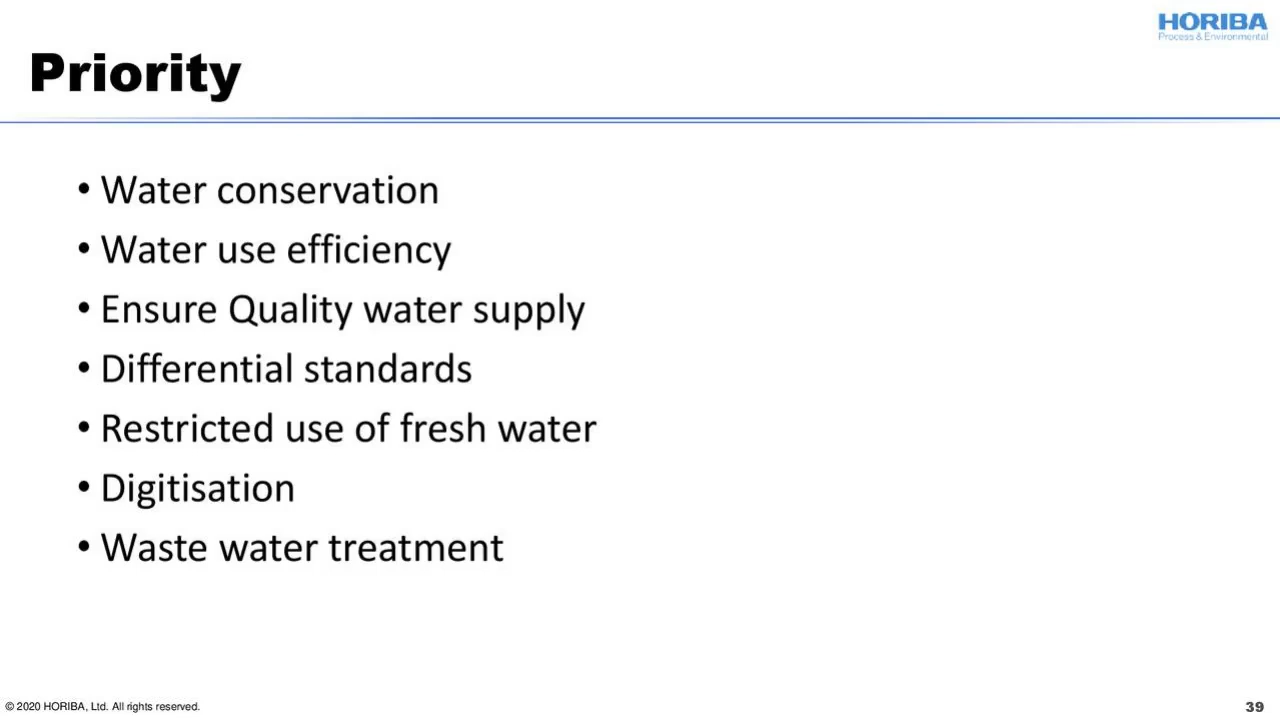 HORIBA
Process & Environmental
Priority
• Water conservation
• Water use efficiency
• Ensure Quality water supply
• Differential standards
• Restricted use of fresh water
• Digitisation
• Waste water treatment
© 2020 HORIBA, Ltd. All rights reserved.
39